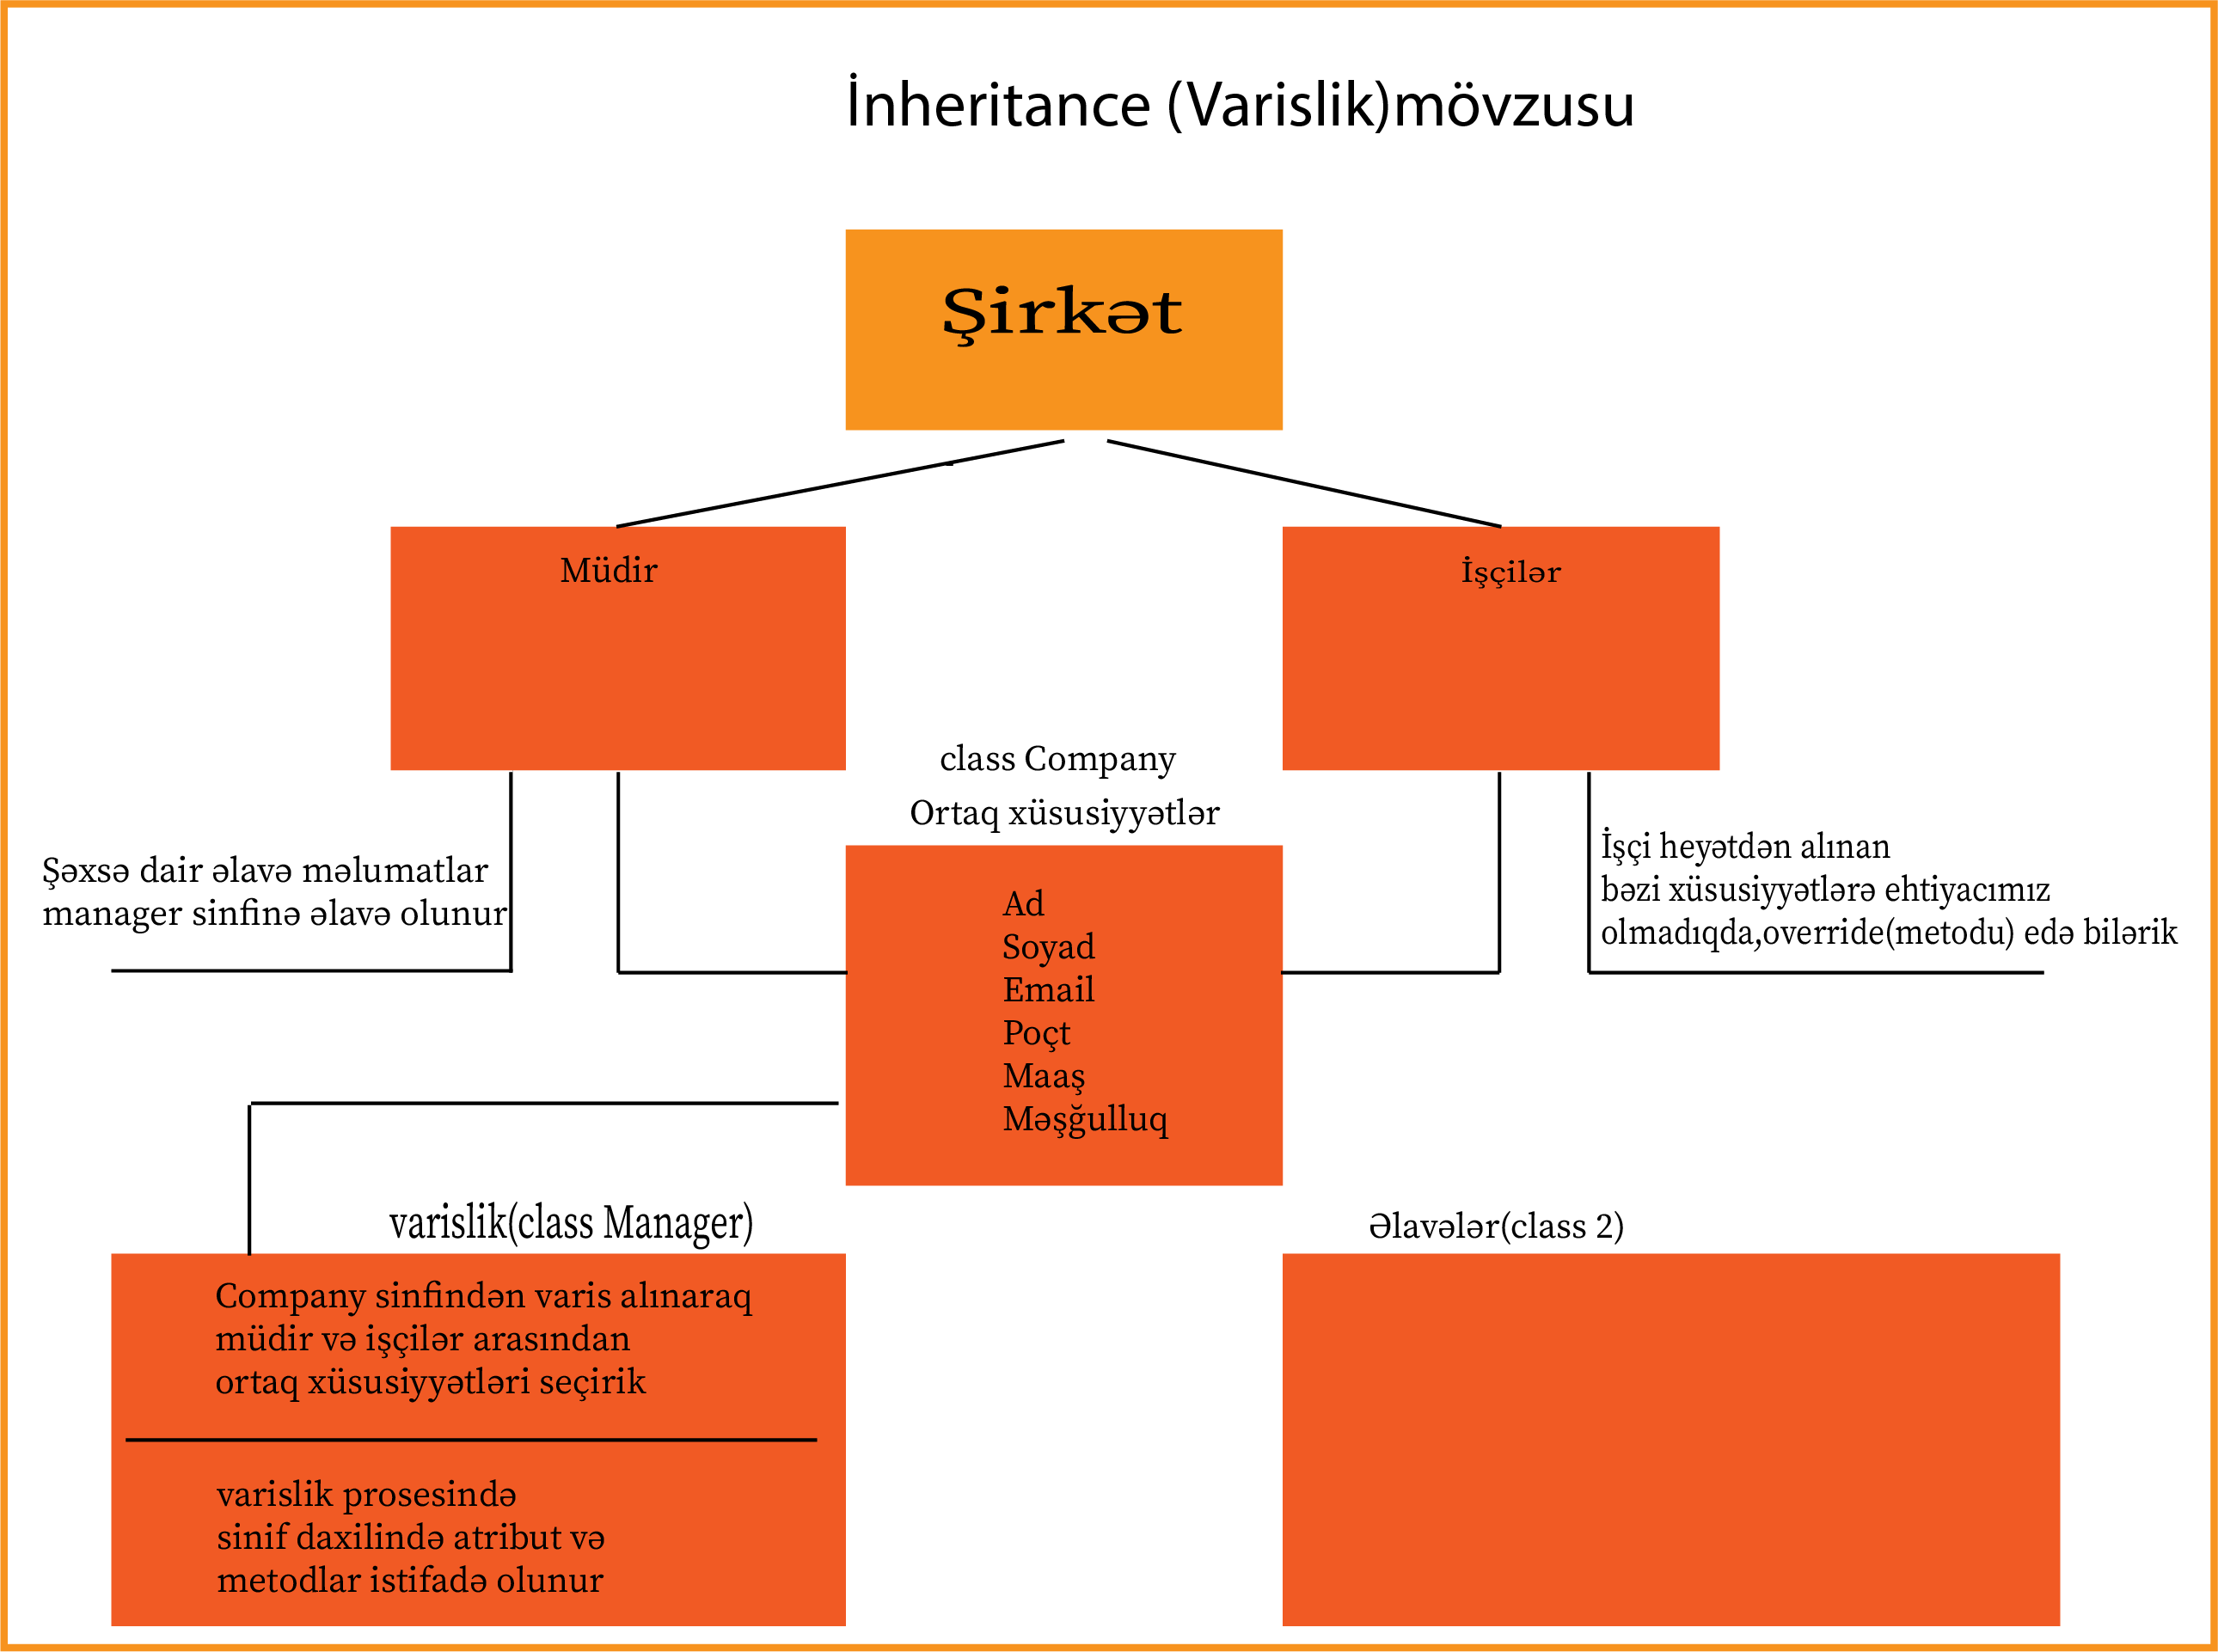 İnheritance (Varislik)mövzusu
Şirkət
Müdir
İşçilər
class Company
Ortaq xüsusiyyətlər
Şəxsə dair əlavə məlumatlar
manager sinfinə əlavə olunur
İşçi heyətdən alınan
bəzi xüsusiyyətlərə ehtiyacımız
olmadıqda,override(metodu) edə bilərik
Ad
Soyad
Email
Poçt
Maaş
Məşğulluq
varislik(class Manager)
Əlavələr(class 2)
Company sinfindən varis alınaraq
müdir və işçilər arasından
ortaq xüsusiyyətləri seçirik
varislik prosesində
sinif daxilində atribut və
metodlar istifadə olunur